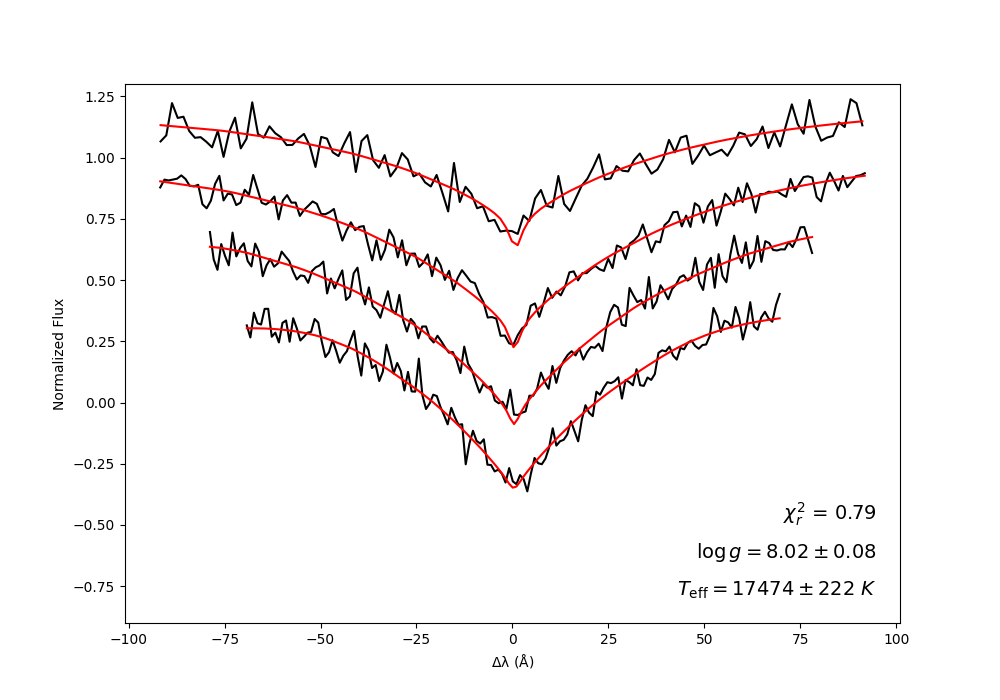 1.25
1.00
0.75
0.50
0.25
0.00
−0.25
−0.50
−0.75
Normalized Flux
χ²ᵣ = 0.79
log g = 8.02 ± 0.08
T_eff = 17474 ± 222 K
−100 −75 −50 −25 0 25 50 75 100
Δλ (Å)